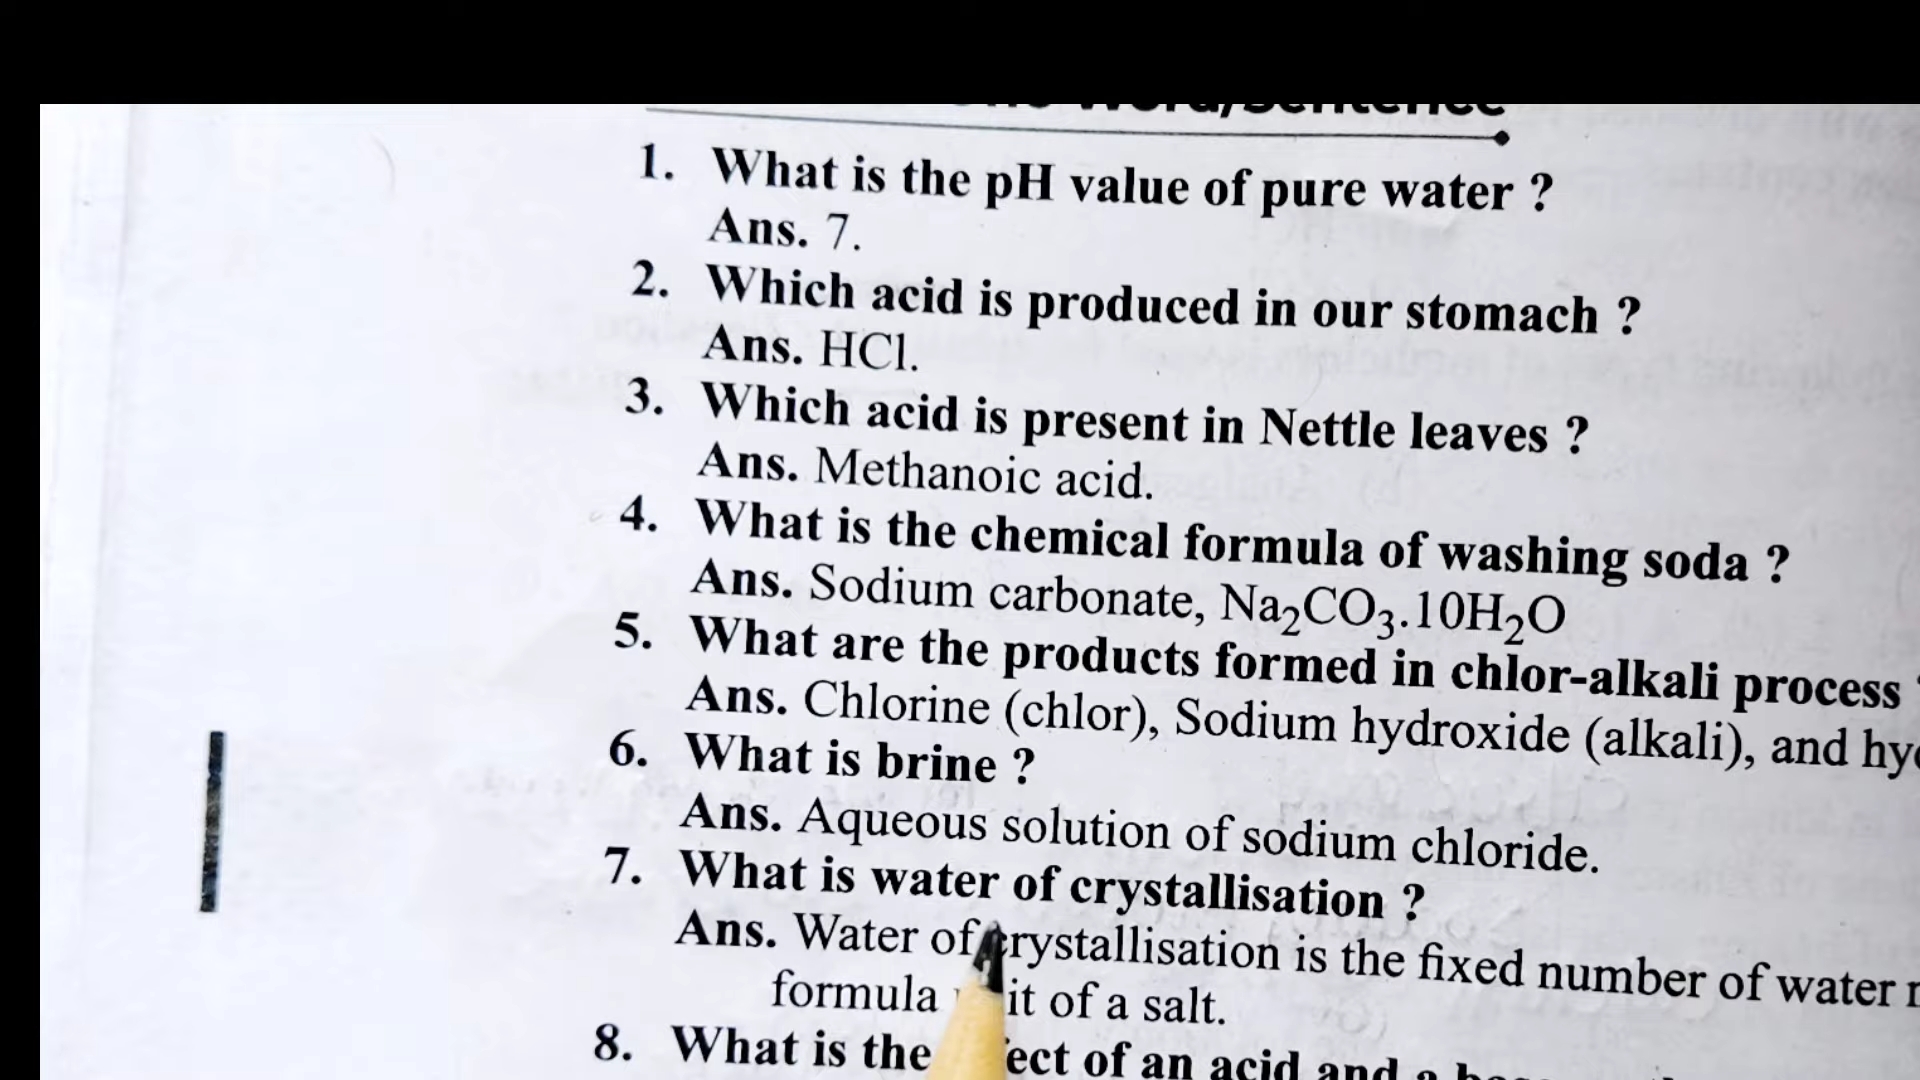 Word/Sentence
1. What is the pH value of pure water ?
Ans. 7.
2. Which acid is produced in our stomach ?
Ans. HCl.
3. Which acid is present in Nettle leaves ?
Ans. Methanoic acid.
4. What is the chemical formula of washing soda ?
Ans. Sodium carbonate, Na₂CO₃.10H₂O
5. What are the products formed in chlor-alkali process
Ans. Chlorine (chlor), Sodium hydroxide (alkali), and
6. What is brine ?
Ans. Aqueous solution of sodium chloride.
7. What is water of crystallisation ?
Ans. Water of crystallisation is the fixed number of water
formula of a salt.
8. What is the of an acid and a